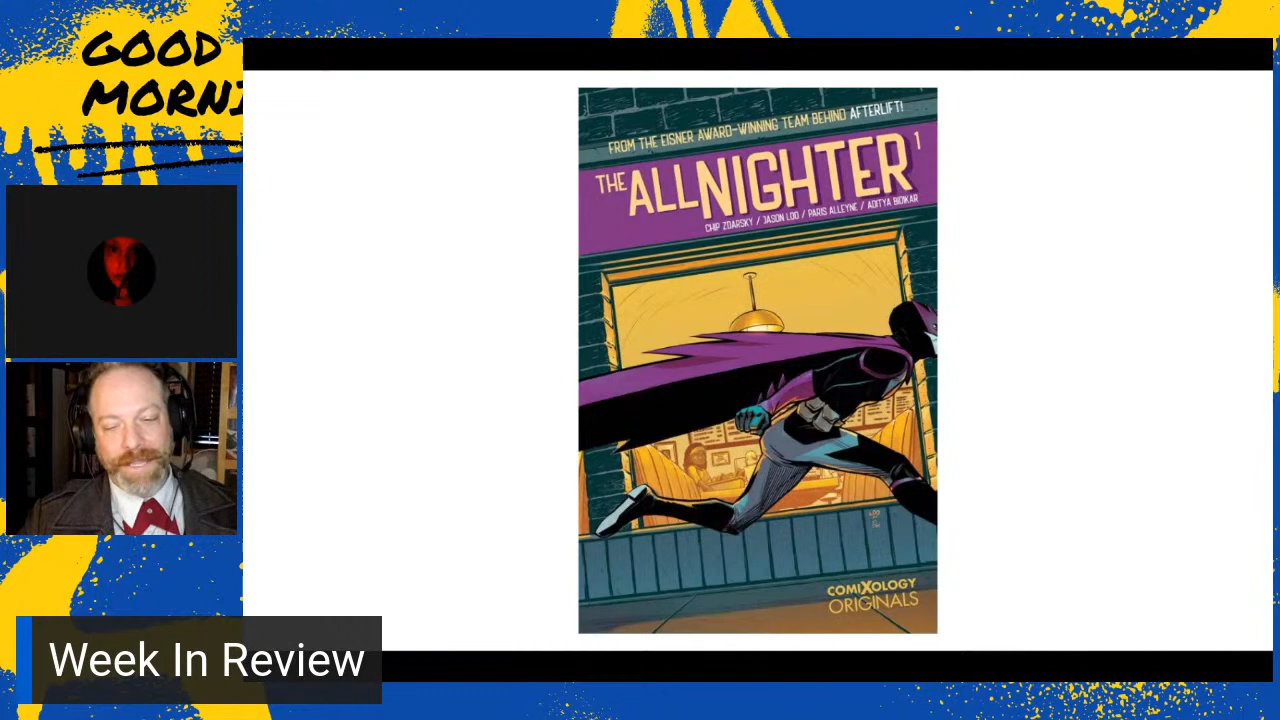 GOOD
MORNI
FROM THE EISNER AWARD-WINNING TEAM BEHIND AFTERLIFT!
THE ALLNIGHTER 1
CHIP ZDARSKY / JASON LOO / PARIS ALLEYNE / ADITYA BIDIKAR
COMIXOLOGY
ORIGINALS
Week In Review